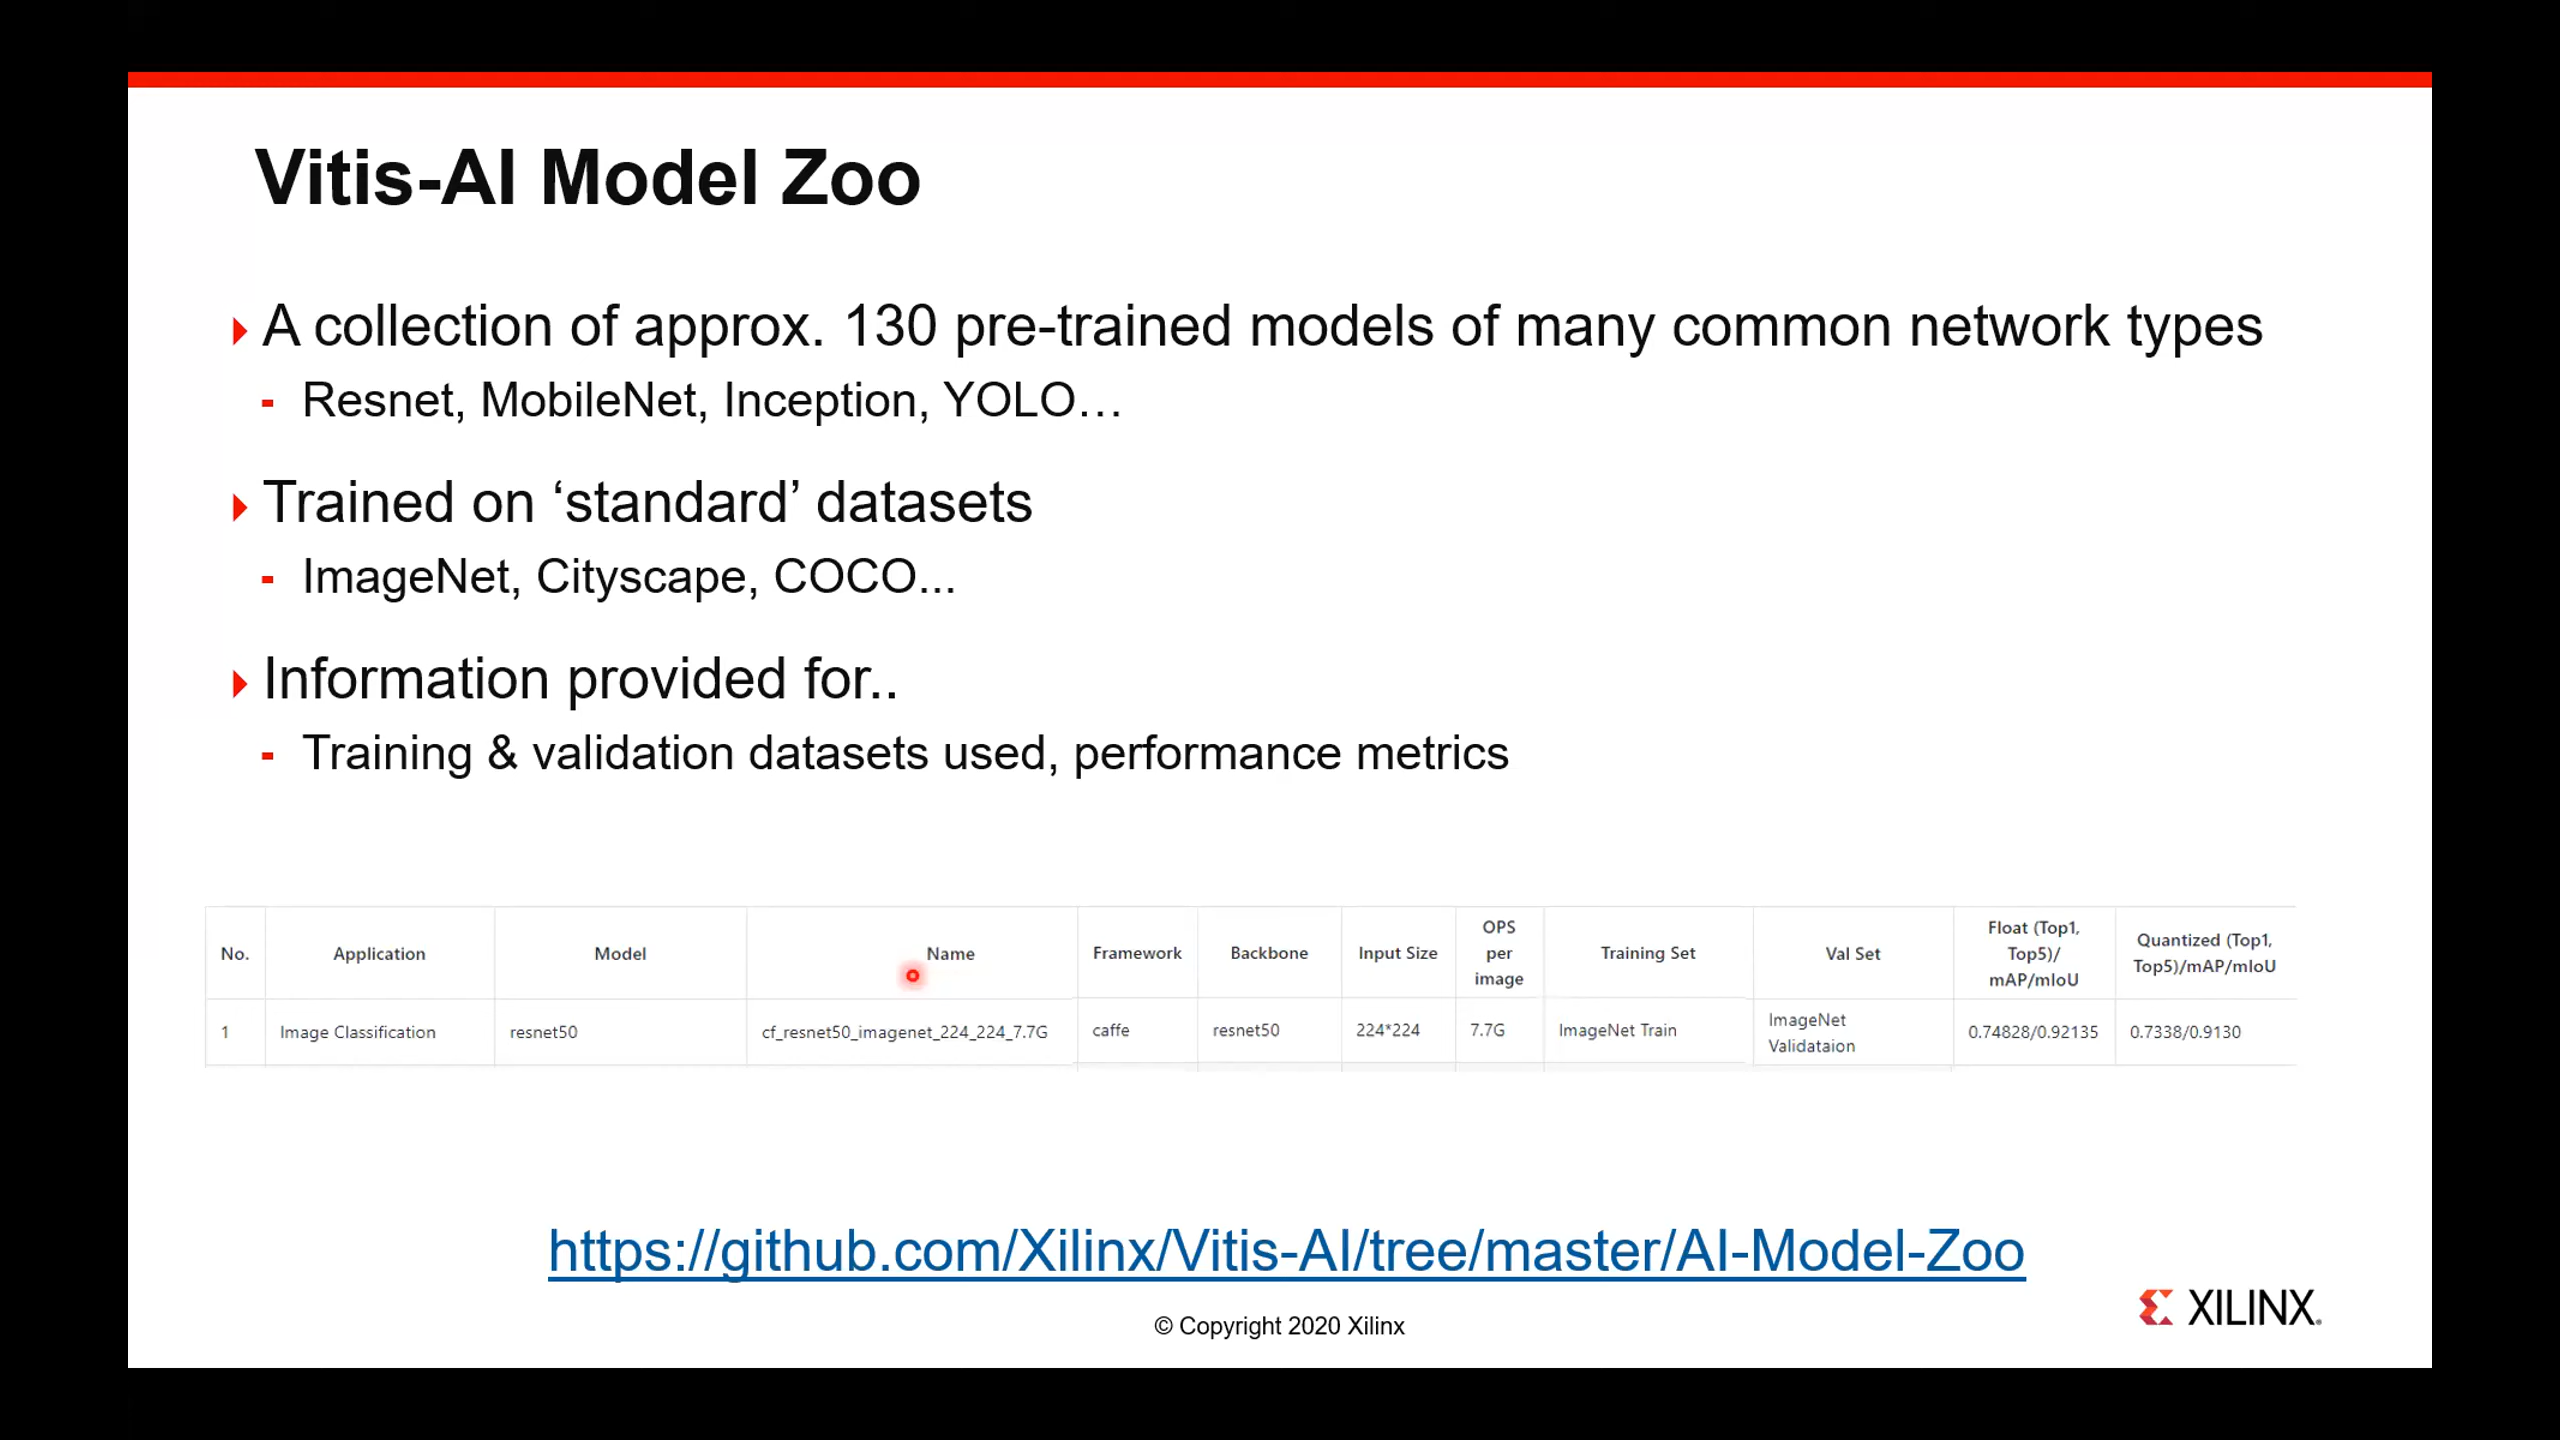 Vitis-AI Model Zoo
A collection of approx. 130 pre-trained models of many common network types
- Resnet, MobileNet, Inception, YOLO…
Trained on ‘standard’ datasets
- ImageNet, Cityscape, COCO...
Information provided for..
- Training & validation datasets used, performance metrics
No. Application Model Name Framework Backbone Input Size OPS per image Training Set Val Set Float (Top1, Top5)/ mAP/mIoU Quantized (Top1, Top5)/mAP/mIoU
1 Image Classification resnet50 cf_resnet50_imagenet_224_224_7.7G caffe resnet50 224*224 7.7G ImageNet Train ImageNet Validataion 0.74828/0.92135 0.7338/0.9130
https://github.com/Xilinx/Vitis-AI/tree/master/AI-Model-Zoo
© Copyright 2020 Xilinx
XILINX.